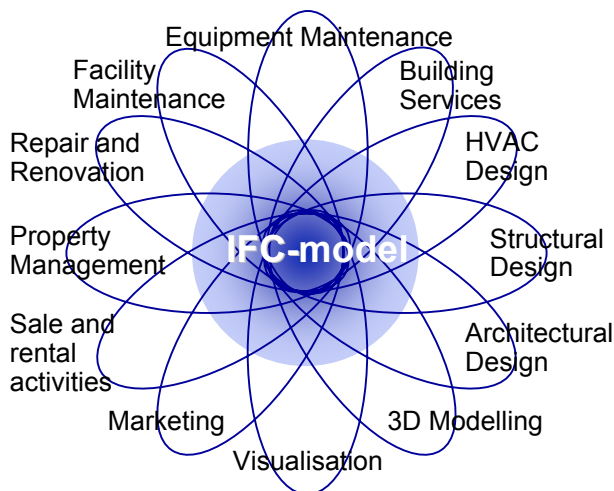 Equipment Maintenance
Facility
Maintenance
Building
Services
Repair and
Renovation
HVAC
Design
Property
Management
IFC-model
Structural
Design
Sale and
rental
activities
Architectural
Design
Marketing
3D Modelling
Visualisation